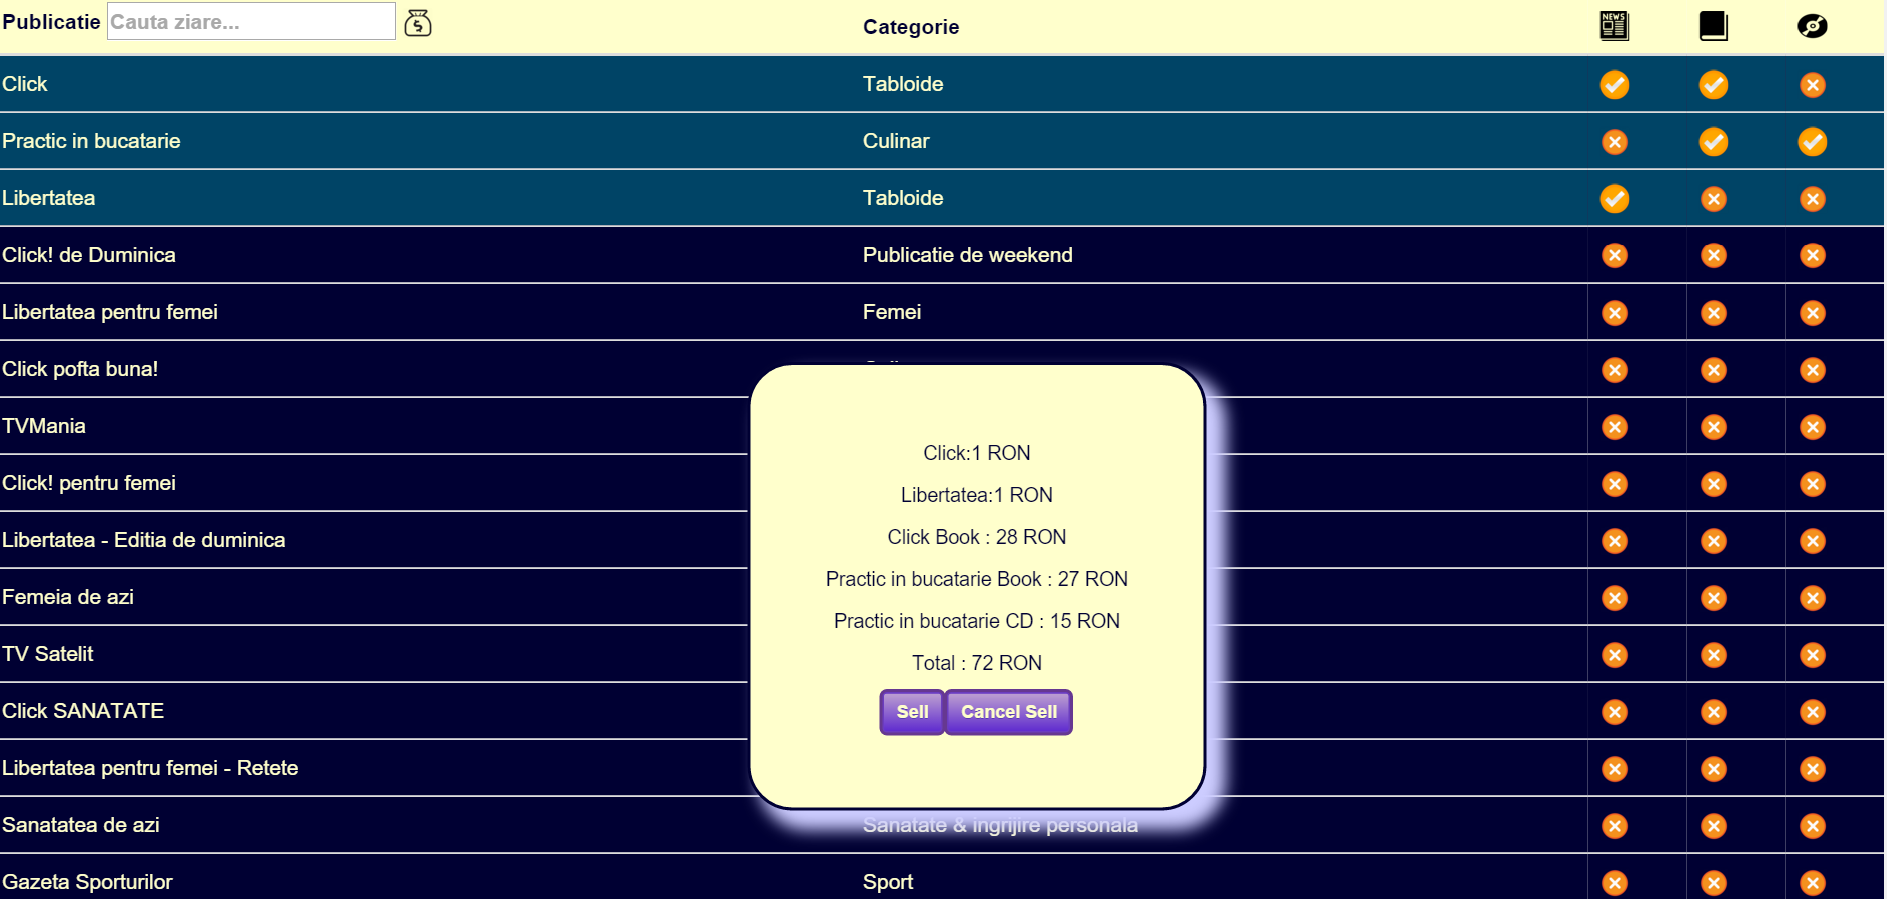 Publicatie Cauta ziare... $ Categorie NEWS
Click Tabloide
Practic in bucatarie Culinar
Libertatea Tabloide
Click! de Duminica Publicatie de weekend
Libertatea pentru femei Femei
Click pofta buna!
TVMania
Click! pentru femei
Libertatea - Editia de duminica
Femeia de azi
TV Satelit
Click SANATATE
Libertatea pentru femei - Retete
Sanatatea de azi Sanatate & ingrijire personala
Gazeta Sporturilor Sport
Click:1 RON
Libertatea:1 RON
Click Book : 28 RON
Practic in bucatarie Book : 27 RON
Practic in bucatarie CD : 15 RON
Total : 72 RON
Sell Cancel Sell